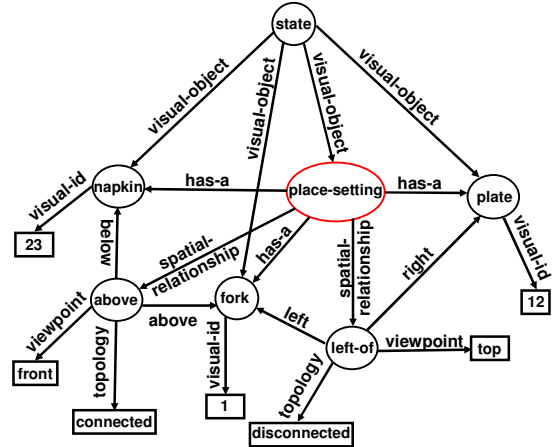 state
visual-object
visual-object
visual-object
visual-object
napkin
has-a
place-setting
has-a
plate
visual-id
23
below
spatial-
relationship
has-a
spatial-
relationship
right
visual-id
12
above
above
fork
left
left-of
viewpoint
top
viewpoint
front
topology
connected
visual-id
1
topology
disconnected